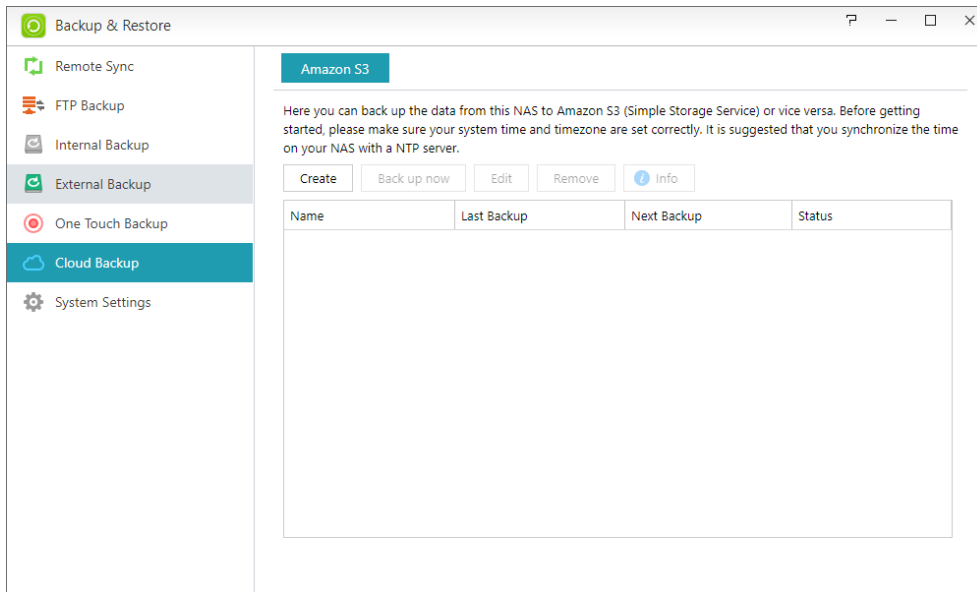 Backup & Restore
Remote Sync
FTP Backup
Internal Backup
External Backup
One Touch Backup
Cloud Backup
System Settings
Amazon S3
Here you can back up the data from this NAS to Amazon S3 (Simple Storage Service) or vice versa. Before getting
started, please make sure your system time and timezone are set correctly. It is suggested that you synchronize the time
on your NAS with a NTP server.
Create Back up now Edit Remove Info
Name Last Backup Next Backup Status